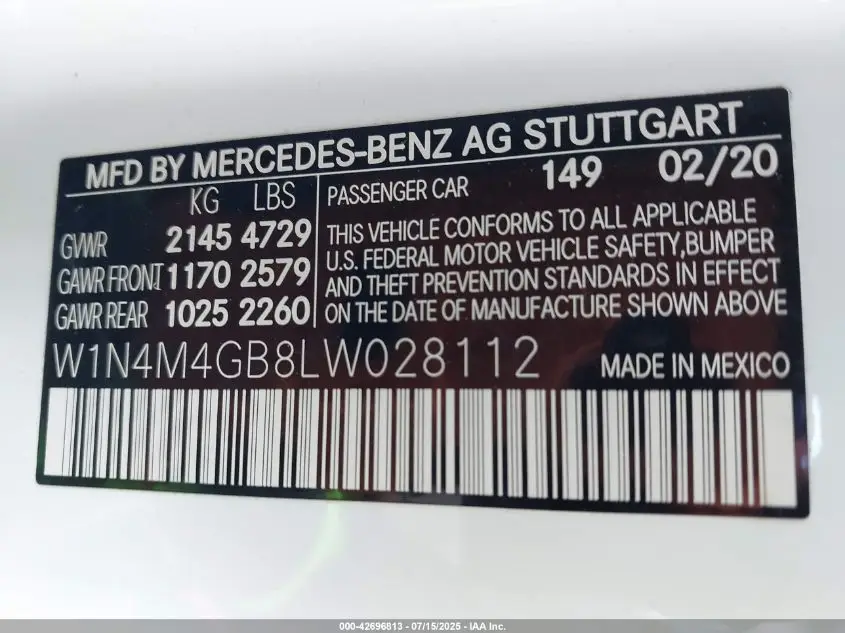 MFD BY MERCEDES-BENZ AG STUTTGART
KG LBS
GVWR 2145 4729
GAWR FRONT 1170 2579
GAWR REAR 1025 2260
PASSENGER CAR 149 02/20
THIS VEHICLE CONFORMS TO ALL APPLICABLE
U.S. FEDERAL MOTOR VEHICLE SAFETY,BUMPER
AND THEFT PREVENTION STANDARDS IN EFFECT
ON THE DATE OF MANUFACTURE SHOWN ABOVE
W1N4M4GB8LW028112 MADE IN MEXICO
000-42696813 - 07/15/2025 - IAA Inc.